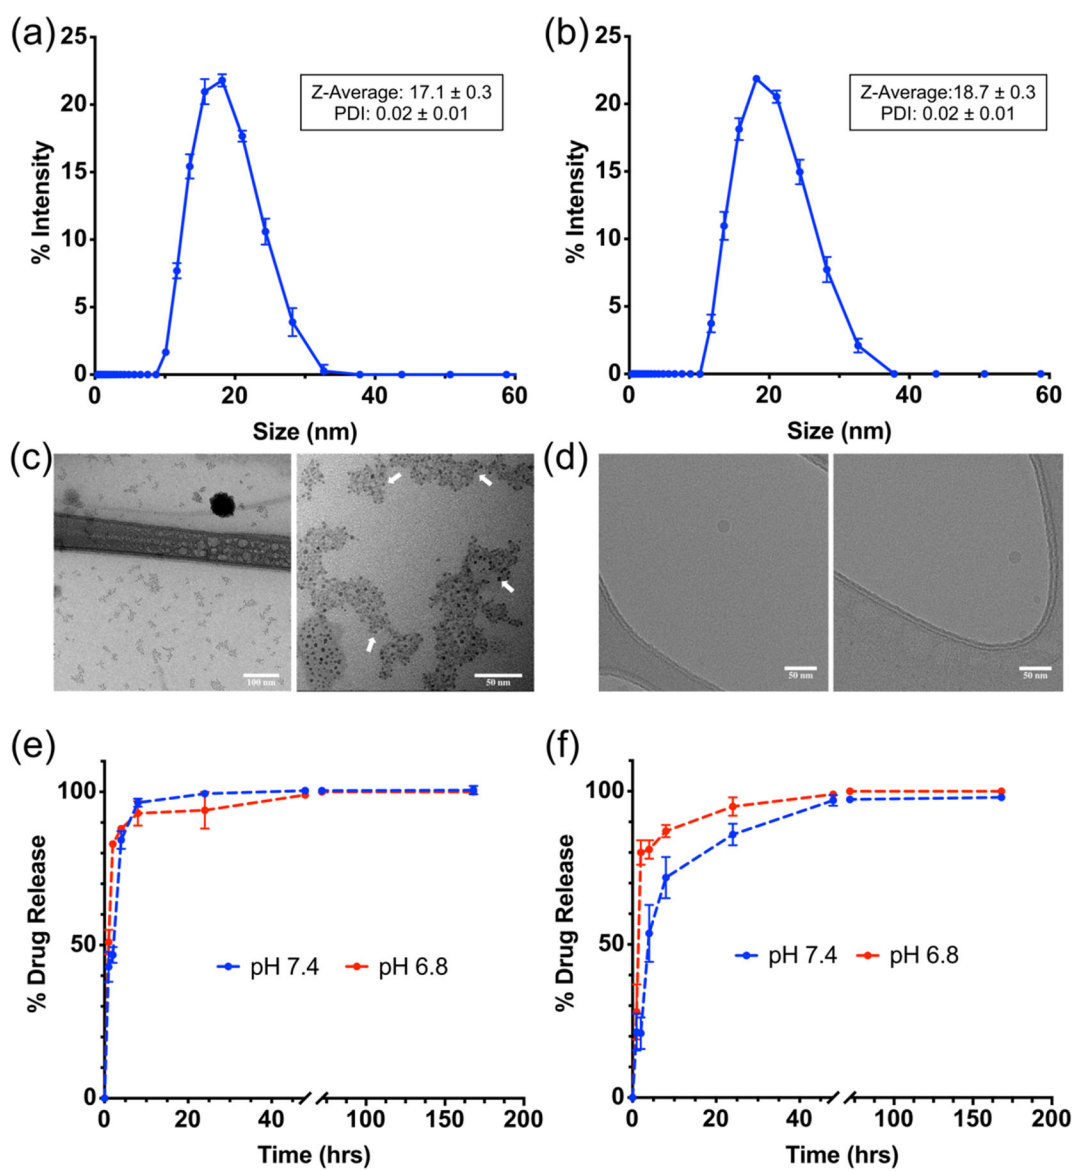 (a)
25
20
15
10
5
0
% Intensity
Z-Average: 17.1 ± 0.3
PDI: 0.02 ± 0.01
0 20 40 60
Size (nm)
(b)
25
20
15
10
5
0
% Intensity
Z-Average:18.7 ± 0.3
PDI: 0.02 ± 0.01
0 20 40 60
Size (nm)
(c)
100 nm
50 nm
(d)
50 nm
50 nm
(e)
100
50
0
% Drug Release
pH 7.4 pH 6.8
0 20 40 100 150 200
Time (hrs)
(f)
100
50
0
% Drug Release
pH 7.4 pH 6.8
0 20 40 100 150 200
Time (hrs)